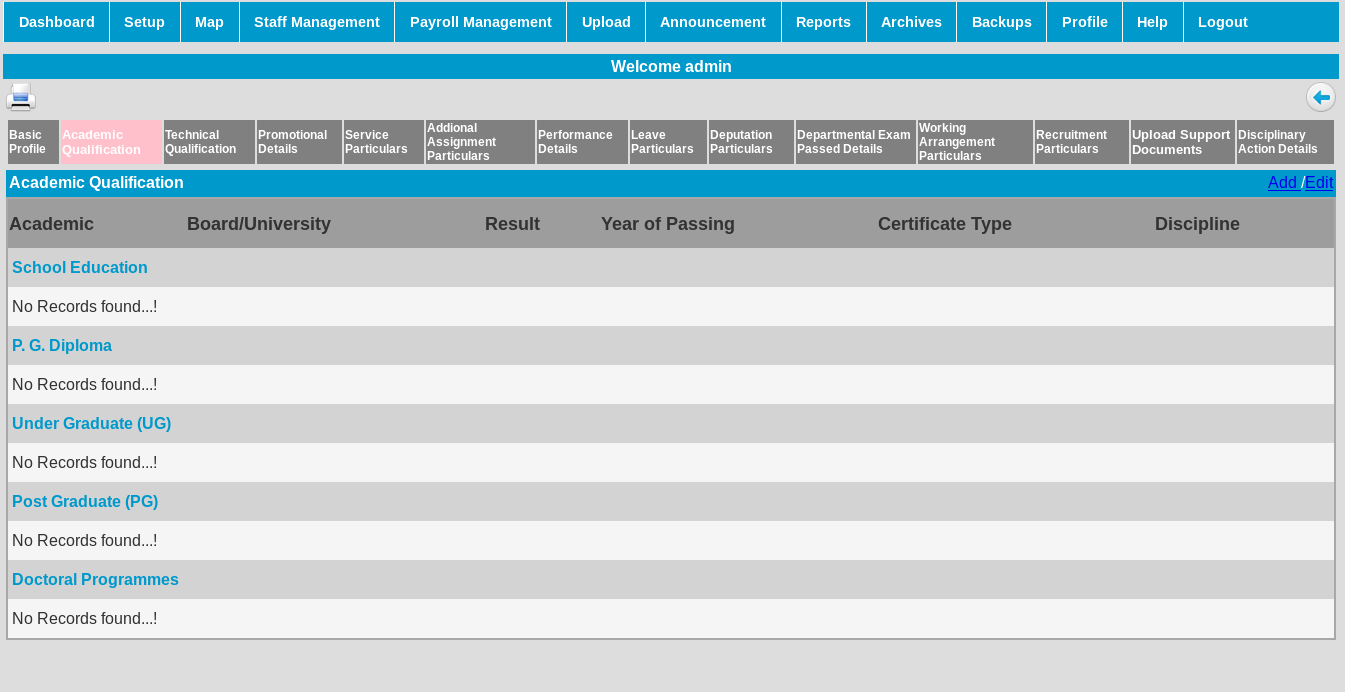 Dashboard Setup Map Staff Management Payroll Management Upload Announcement Reports Archives Backups Profile Help Logout
Welcome admin
Basic Profile
Academic Qualification
Technical Qualification
Promotional Details
Service Particulars
Addional Assignment Particulars
Performance Details
Leave Particulars
Deputation Particulars
Departmental Exam Passed Details
Working Arrangement Particulars
Recruitment Particulars
Upload Support Documents
Disciplinary Action Details
Academic Qualification Add /Edit
Academic Board/University Result Year of Passing Certificate Type Discipline
School Education
No Records found...!
P. G. Diploma
No Records found...!
Under Graduate (UG)
No Records found...!
Post Graduate (PG)
No Records found...!
Doctoral Programmes
No Records found...!